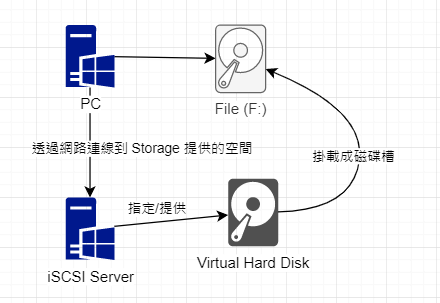 PC
File (F:)
透過網路連線到 Storage 提供的空間
掛載成磁碟槽
指定/提供
iSCSI Server
Virtual Hard Disk